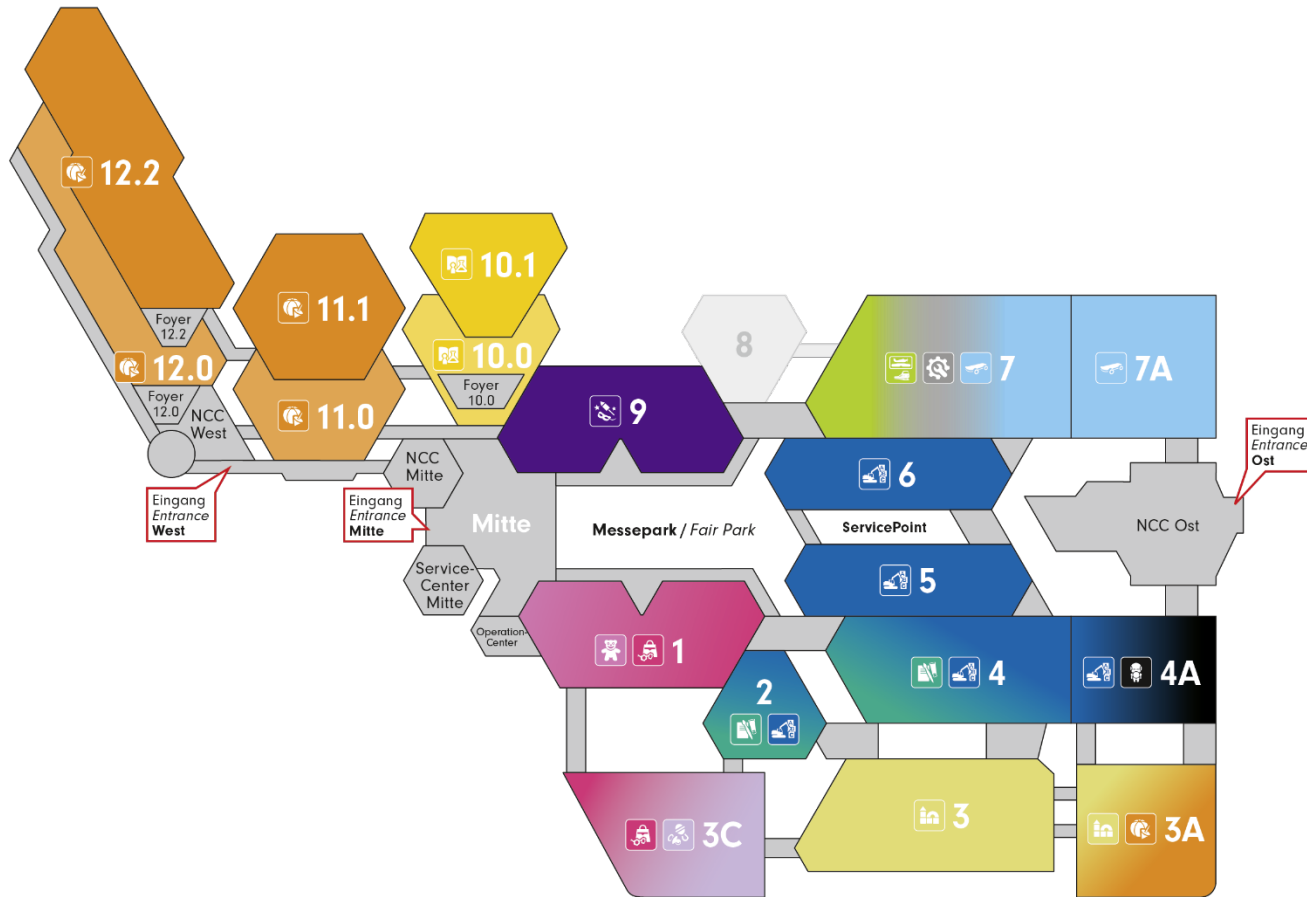 12.2
11.1
10.1
Foyer
12.2
12.0
Foyer
12.0
NCC
West
11.0
10.0
Foyer
10.0
8
7
7A
9
6
Eingang
Entrance
West
NCC
Mitte
Eingang
Entrance
Mitte
Mitte
Messepark / Fair Park
ServicePoint
Eingang
Entrance
Ost
NCC Ost
Service-
Center
Mitte
5
Operation-
Center
1
2
4
4A
3C
3
3A